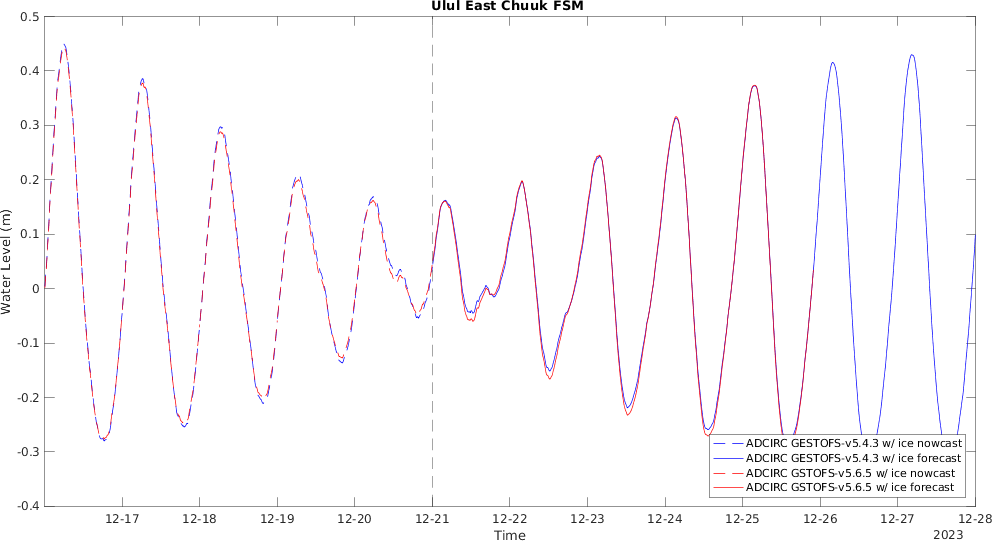 Ulul East Chuuk FSM
0.5
0.4
0.3
0.2
0.1
0
-0.1
-0.2
-0.3
-0.4
Water Level (m)
ADCIRC GESTOFS-v5.4.3 w/ ice nowcast
ADCIRC GESTOFS-v5.4.3 w/ ice forecast
ADCIRC GSTOFS-v5.6.5 w/ ice nowcast
ADCIRC GSTOFS-v5.6.5 w/ ice forecast
12-17 12-18 12-19 12-20 12-21 12-22 12-23 12-24 12-25 12-26 12-27 12-28
Time
2023